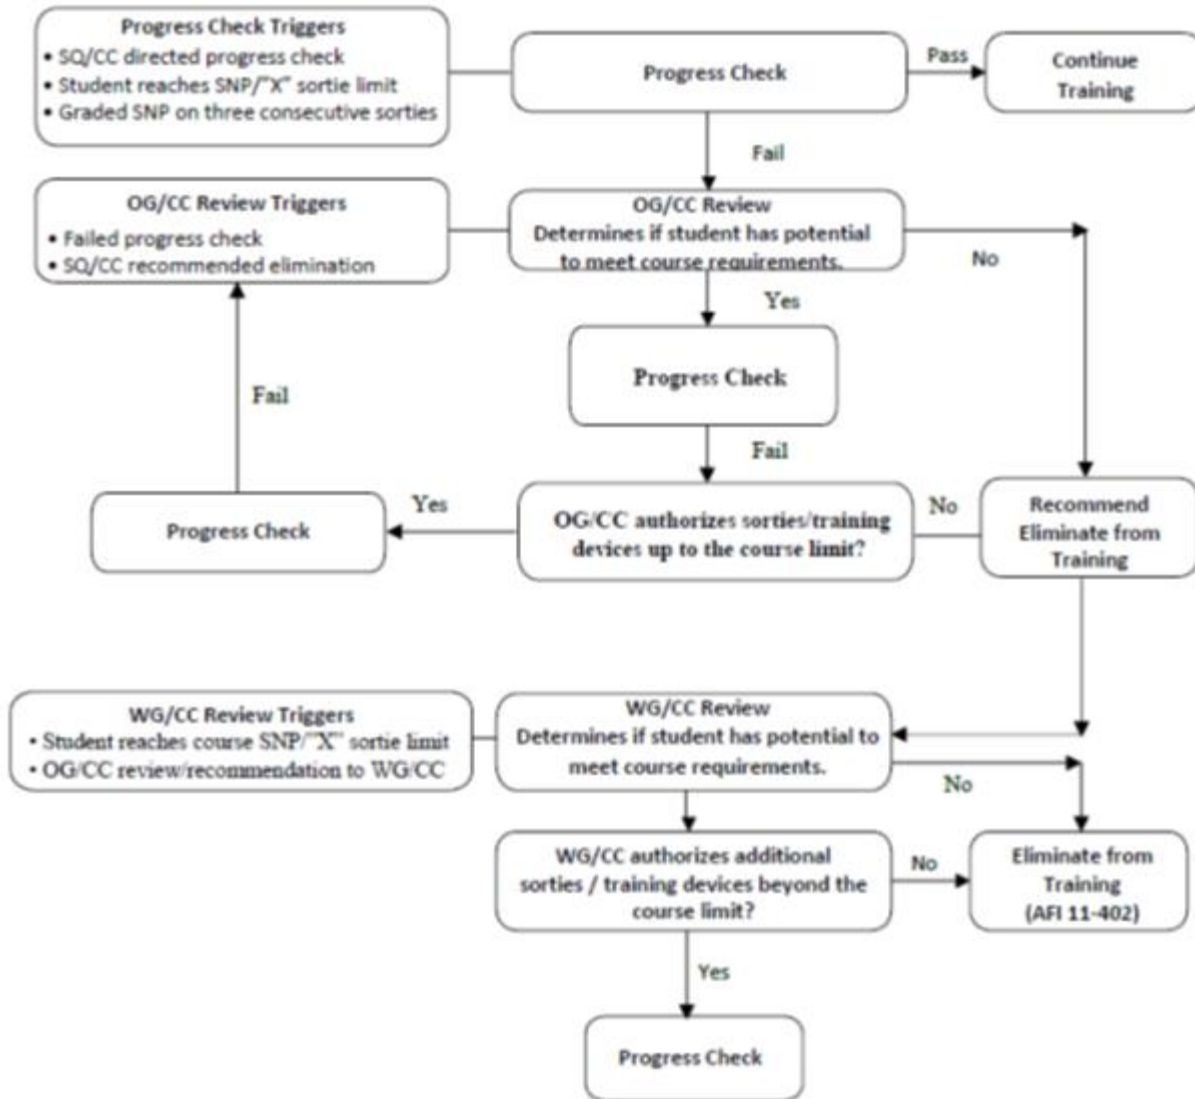 Progress Check Triggers
• SQ/CC directed progress check
• Student reaches SNP/"X" sortie limit
• Graded SNP on three consecutive sorties
Progress Check
Pass
Continue
Training
Fail
OG/CC Review Triggers
• Failed progress check
• SQ/CC recommended elimination
OG/CC Review
Determines if student has potential
to meet course requirements.
No
Yes
Progress Check
Fail
Fail
Progress Check
Yes
OG/CC authorizes sorties/training
devices up to the course limit?
No
Recommend
Eliminate from
Training
WG/CC Review Triggers
• Student reaches course SNP/"X" sortie limit
• OG/CC review/recommendation to WG/CC
WG/CC Review
Determines if student has potential to
meet course requirements.
No
WG/CC authorizes additional
sorties / training devices beyond the
course limit?
No
Eliminate from
Training
(AFI 11-402)
Yes
Progress Check